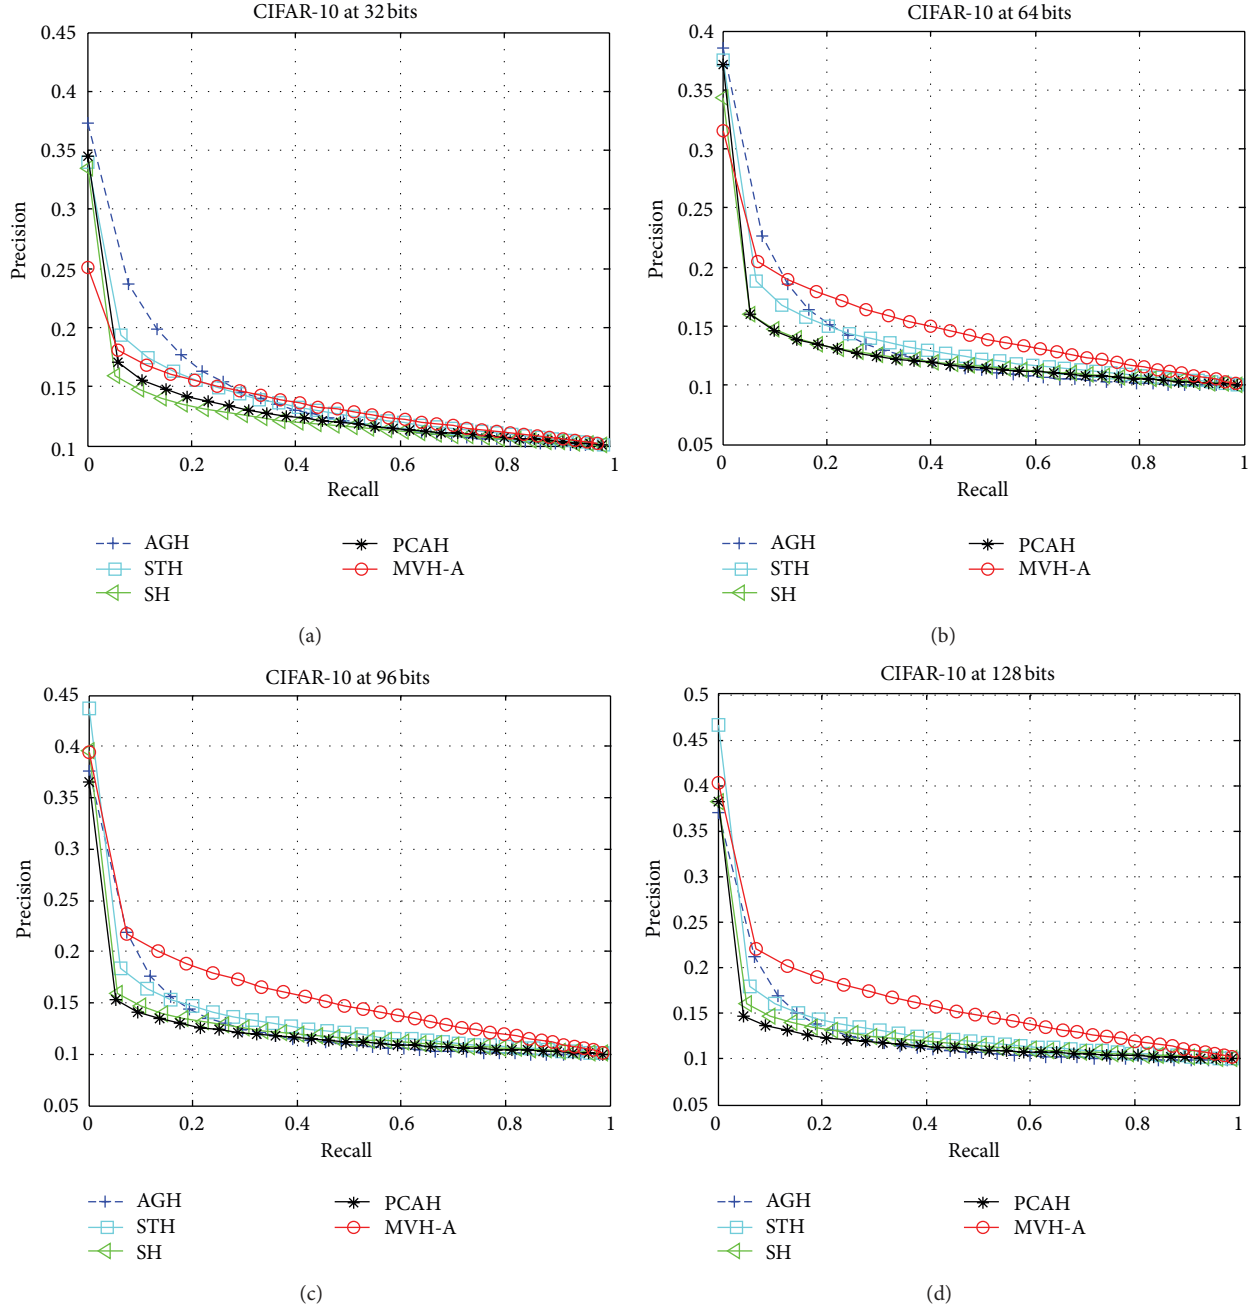 CIFAR-10 at 32 bits
0.45
0.4
0.35
0.3
0.25
0.2
0.15
0.1
Precision
0 0.2 0.4 0.6 0.8 1
Recall
AGH
STH
SH
PCAH
MVH-A
(a)
CIFAR-10 at 64 bits
0.4
0.35
0.3
0.25
0.2
0.15
0.1
0.05
Precision
0 0.2 0.4 0.6 0.8 1
Recall
AGH
STH
SH
PCAH
MVH-A
(b)
CIFAR-10 at 96 bits
0.45
0.4
0.35
0.3
0.25
0.2
0.15
0.1
0.05
Precision
0 0.2 0.4 0.6 0.8 1
Recall
AGH
STH
SH
PCAH
MVH-A
(c)
CIFAR-10 at 128 bits
0.5
0.45
0.4
0.35
0.3
0.25
0.2
0.15
0.1
0.05
Precision
0 0.2 0.4 0.6 0.8 1
Recall
AGH
STH
SH
PCAH
MVH-A
(d)